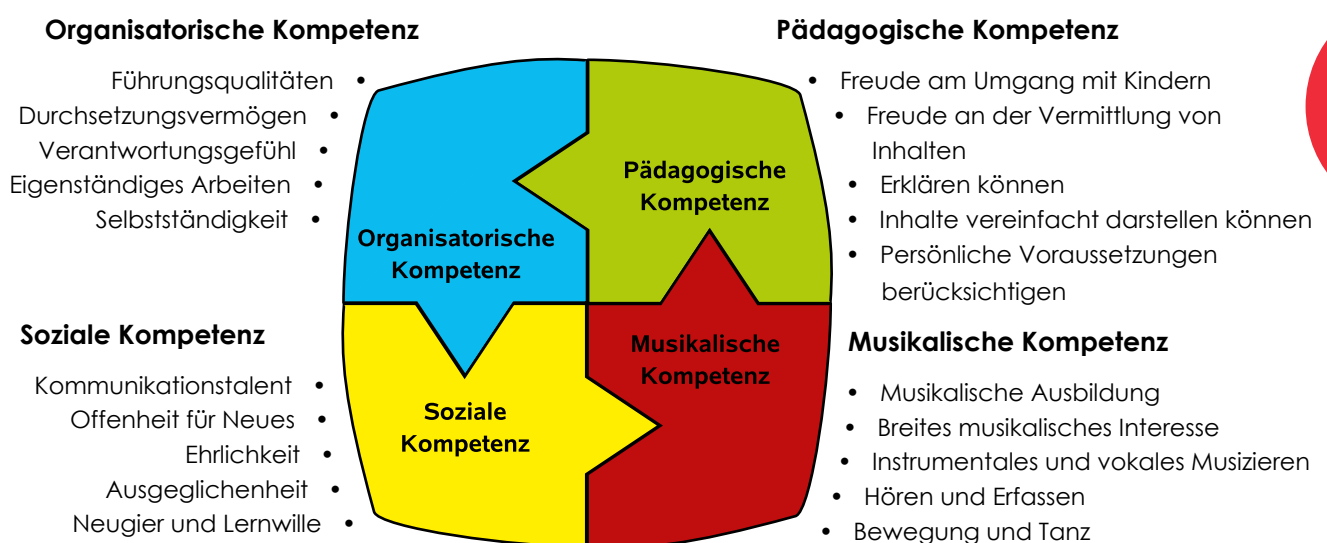 Organisatorische Kompetenz
Führungsqualitäten •
Durchsetzungsvermögen •
Verantwortungsgefühl •
Eigenständiges Arbeiten •
Selbstständigkeit •
Pädagogische Kompetenz
• Freude am Umgang mit Kindern
• Freude an der Vermittlung von
Inhalten
• Erklären können
• Inhalte vereinfacht darstellen können
• Persönliche Voraussetzungen
berücksichtigen
Organisatorische
Kompetenz
Pädagogische
Kompetenz
Soziale
Kompetenz
Musikalische
Kompetenz
Soziale Kompetenz
Kommunikationstalent •
Offenheit für Neues •
Ehrlichkeit •
Ausgeglichenheit •
Neugier und Lernwille •
Musikalische Kompetenz
• Musikalische Ausbildung
• Breites musikalisches Interesse
• Instrumentales und vokales Musizieren
• Hören und Erfassen
• Bewegung und Tanz